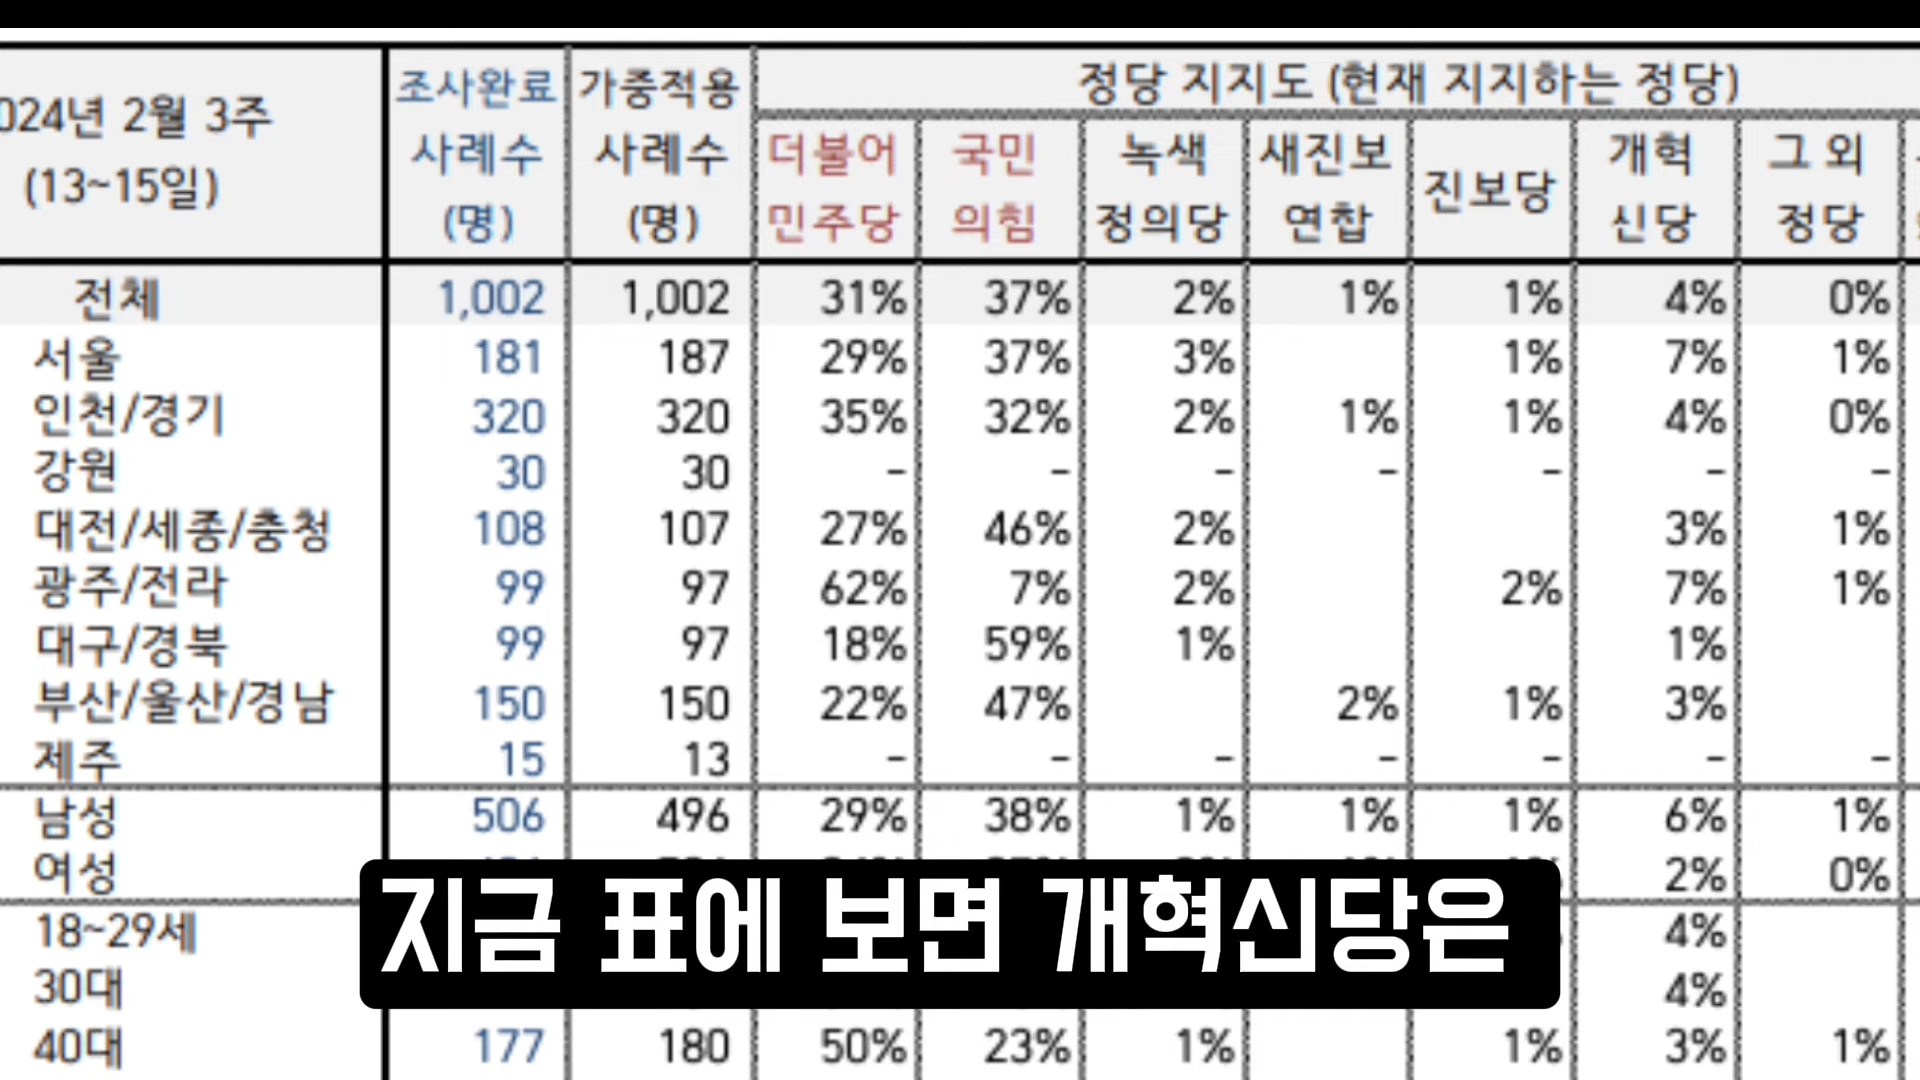 024년 2월 3주
(13~15일)
조사완료
사례수
(명)
가중적용
사례수
(명)
정당 지지도 (현재 지지하는 정당)
더불어
민주당
국민
의힘
녹색
정의당
새진보
연합
진보당
개혁
신당
그 외
정당
전체 1,002 1,002 31% 37% 2% 1% 1% 4% 0%
서울 181 187 29% 37% 3% 1% 7% 1%
인천/경기 320 320 35% 32% 2% 1% 1% 4% 0%
강원 30 30 - - - - - - -
대전/세종/충청 108 107 27% 46% 2% 3% 1%
광주/전라 99 97 62% 7% 2% 2% 7% 1%
대구/경북 99 97 18% 59% 1% 1%
부산/울산/경남 150 150 22% 47% 2% 1% 3%
제주 15 13 - - - - - - -
남성 506 496 29% 38% 1% 1% 1% 6% 1%
여성 2% 0%
18~29세 4%
30대 4%
40대 177 180 50% 23% 1% 1% 3% 1%
지금 표에 보면 개혁신당은